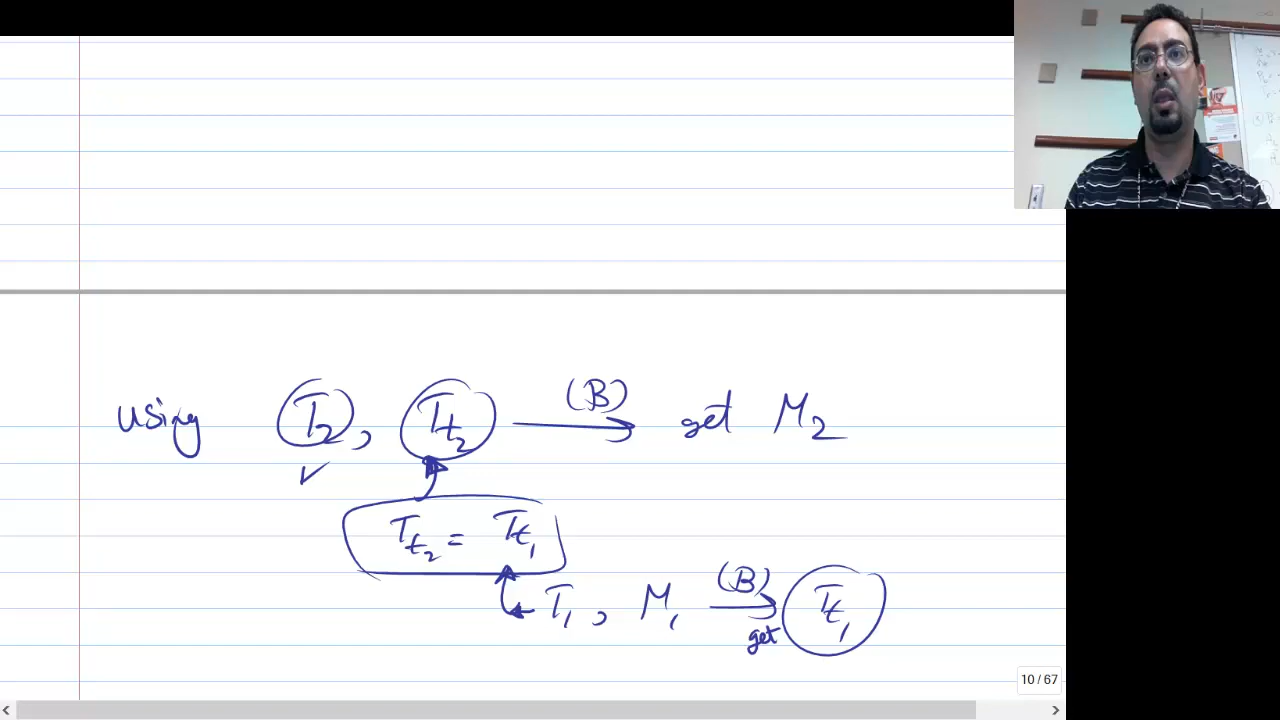 using T₂, Tt₂ (B) get M₂
Tt₂ = Tt₁
T₁, M₁ (B) get Tt₁
10 / 67